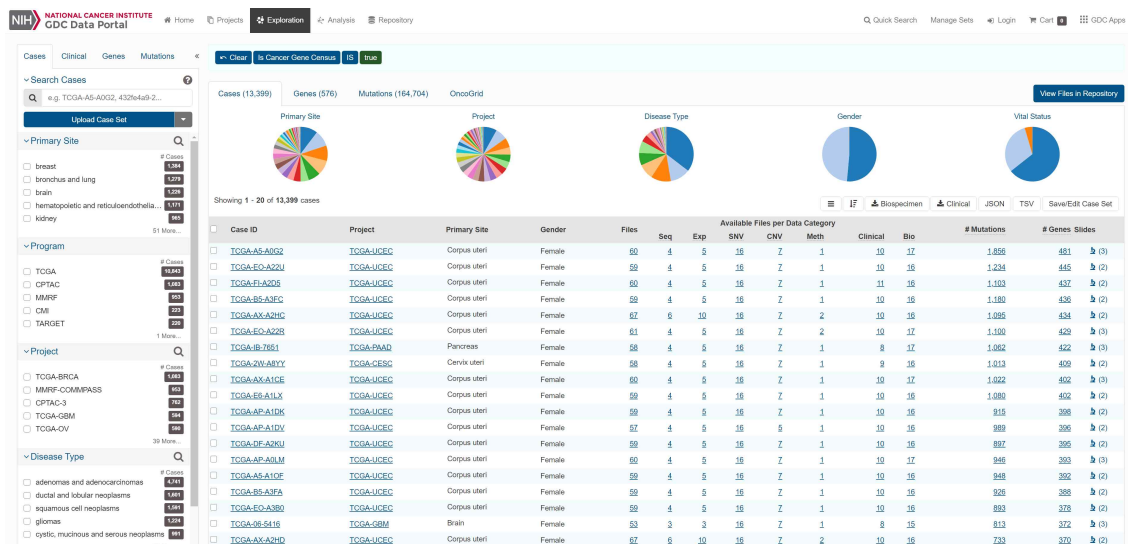 NIH NATIONAL CANCER INSTITUTE
GDC Data Portal
Home Projects Exploration Analysis Repository
Quick Search Manage Sets Login Cart 0 GDC Apps
Cases Clinical Genes Mutations «
Clear Is Cancer Gene Census IS true
Search Cases
e.g. TCGA-A5-A0G2, 432fe4a9-2...
Upload Case Set
Primary Site
# Cases
breast 1,384
bronchus and lung 1,279
brain 1,226
hematopoietic and reticuloendothelia... 1,171
kidney 965
51 More...
Program
# Cases
TCGA 10,843
CPTAC 1,083
MMRF 953
CMI 223
TARGET 220
1 More...
Project
# Cases
TCGA-BRCA 1,083
MMRF-COMMPASS 953
CPTAC-3 762
TCGA-GBM 594
TCGA-OV 590
39 More...
Disease Type
# Cases
adenomas and adenocarcinomas 4,741
ductal and lobular neoplasms 1,601
squamous cell neoplasms 1,591
gliomas 1,224
cystic, mucinous and serous neoplasms 991
Cases (13,399) Genes (576) Mutations (164,704) OncoGrid
View Files in Repository
Primary Site Project Disease Type Gender Vital Status
Showing 1 - 20 of 13,399 cases
Biospecimen Clinical JSON TSV Save/Edit Case Set
Case ID Project Primary Site Gender Files Available Files per Data Category # Mutations # Genes Slides
Seq Exp SNV CNV Meth Clinical Bio
TCGA-A5-A0G2 TCGA-UCEC Corpus uteri Female 60 4 5 16 7 1 10 17 1,856 481 (3)
TCGA-EO-A22U TCGA-UCEC Corpus uteri Female 59 4 5 16 7 1 10 16 1,234 445 (2)
TCGA-FI-A2D5 TCGA-UCEC Corpus uteri Female 60 4 5 16 7 1 11 16 1,103 437 (2)
TCGA-B5-A3FC TCGA-UCEC Corpus uteri Female 59 4 5 16 7 1 10 16 1,180 436 (2)
TCGA-AX-A2HC TCGA-UCEC Corpus uteri Female 67 6 10 16 7 2 10 16 1,095 434 (2)
TCGA-EO-A22R TCGA-UCEC Corpus uteri Female 61 4 5 16 7 2 10 17 1,100 429 (3)
TCGA-IB-7651 TCGA-PAAD Pancreas Female 58 4 5 16 7 1 8 17 1,062 422 (3)
TCGA-2W-A8YY TCGA-CESC Cervix uteri Female 58 4 5 16 7 1 9 16 1,013 409 (2)
TCGA-AX-A1CE TCGA-UCEC Corpus uteri Female 60 4 5 16 7 1 10 17 1,022 402 (3)
TCGA-E6-A1LX TCGA-UCEC Corpus uteri Female 59 4 5 16 7 1 10 16 1,080 402 (2)
TCGA-AP-A1DK TCGA-UCEC Corpus uteri Female 59 4 5 16 7 1 10 16 915 398 (2)
TCGA-AP-A1DV TCGA-UCEC Corpus uteri Female 57 4 5 16 5 1 10 16 989 396 (2)
TCGA-DF-A2KU TCGA-UCEC Corpus uteri Female 59 4 5 16 7 1 10 16 897 395 (2)
TCGA-AP-A0LM TCGA-UCEC Corpus uteri Female 60 4 5 16 7 1 10 17 946 393 (3)
TCGA-A5-A1OF TCGA-UCEC Corpus uteri Female 59 4 5 16 7 1 10 16 948 392 (2)
TCGA-B5-A3FA TCGA-UCEC Corpus uteri Female 59 4 5 16 7 1 10 16 926 388 (2)
TCGA-EO-A3B0 TCGA-UCEC Corpus uteri Female 59 4 5 16 7 1 10 16 893 378 (2)
TCGA-06-5416 TCGA-GBM Brain Female 53 3 3 16 7 1 8 15 813 372 (3)
TCGA-AX-A2HD TCGA-UCEC Corpus uteri Female 67 6 10 16 7 2 10 16 733 370 (2)